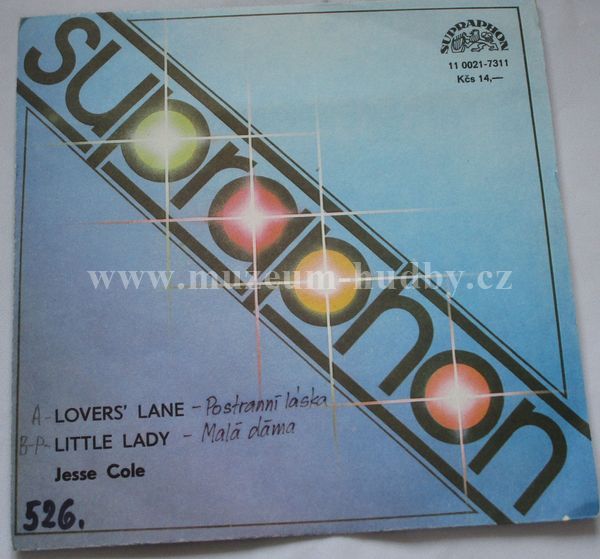 SUPRAPHON
11 0021-7311
Kčs 14,—
supraphon
www.muzeum-hudby.cz
A- LOVERS' LANE - Postranní láska
B-P- LITTLE LADY - Malá dáma
Jesse Cole
526.